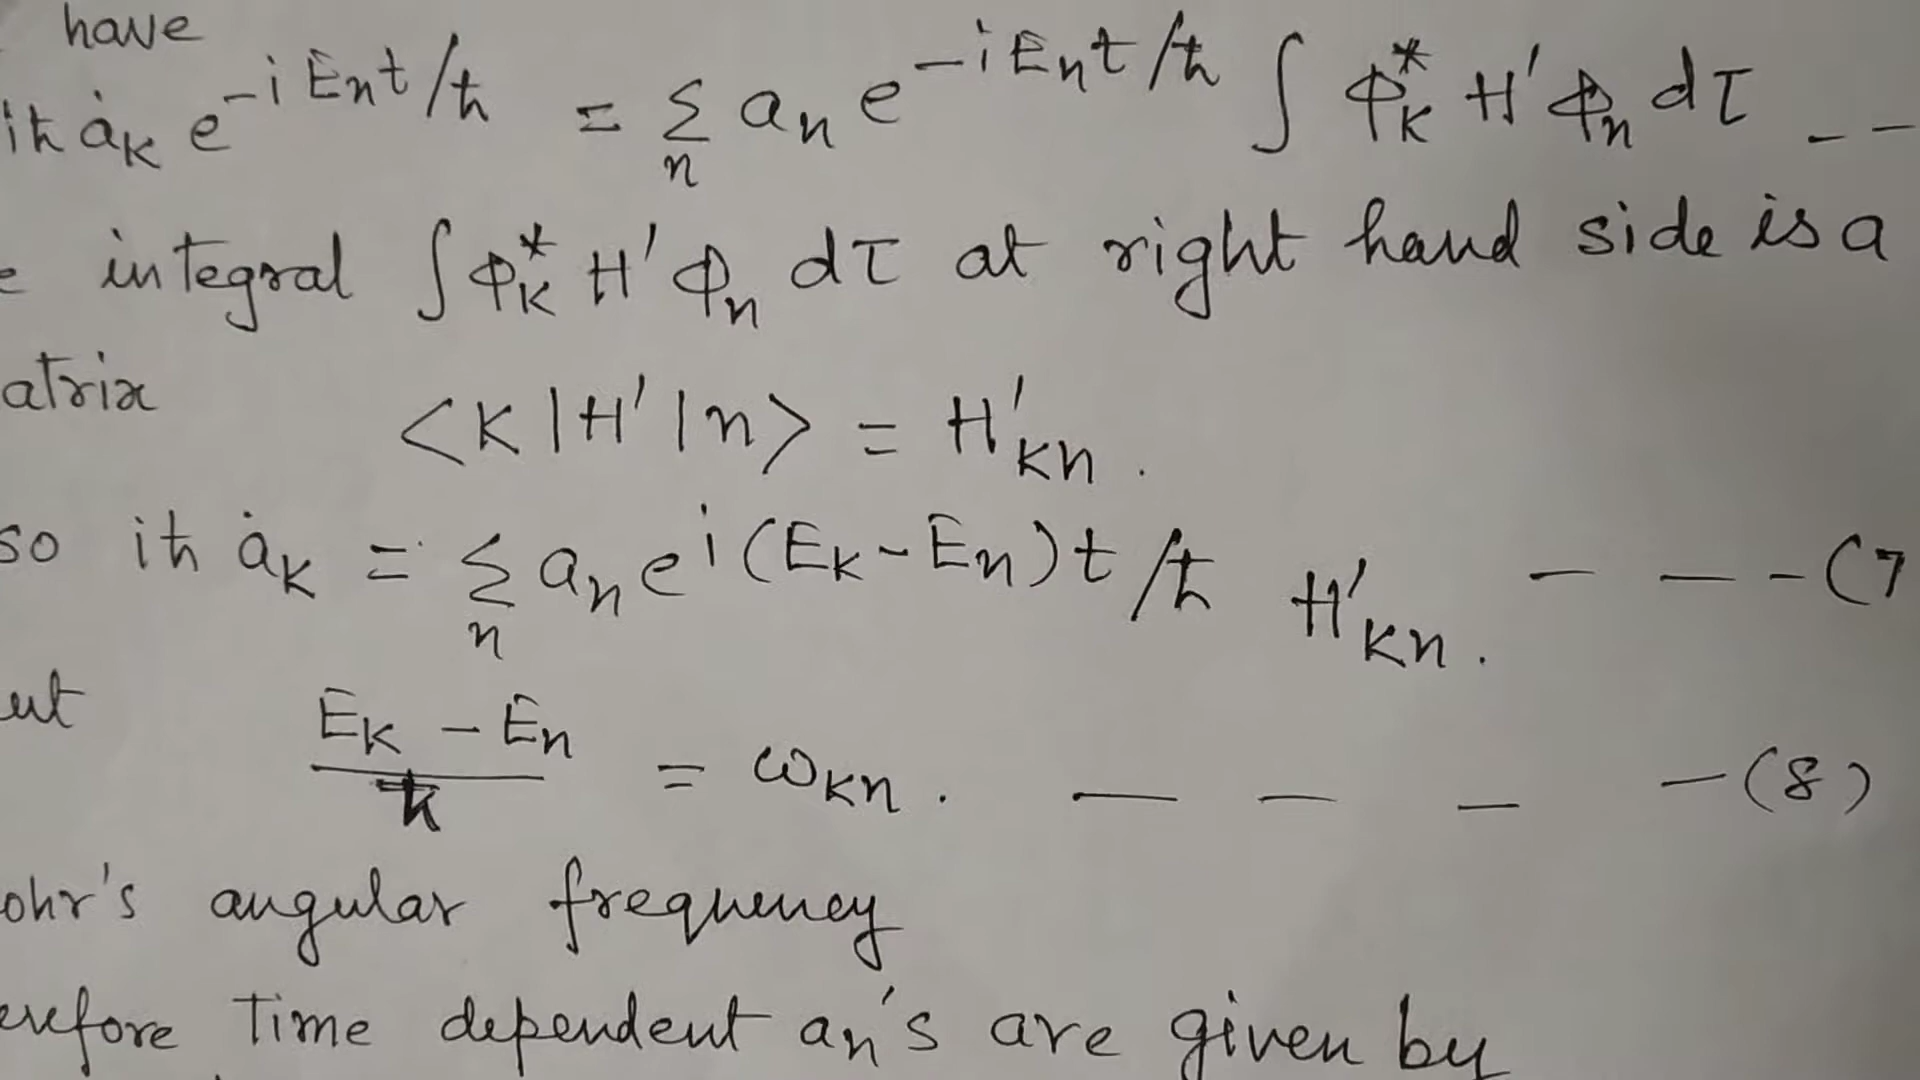 have
iħ ȧk e^-iEnt/ħ = Σn an e^-iEnt/ħ ∫ Φk* H' Φn dτ _ _
e integral ∫ Φk* H' Φn dτ at right hand side is a
atrix
<K|H'|n> = H'kn.
so iħ ȧk = Σn an e^i(Ek-En)t/ħ H'kn. — — - (7
ut
Ek - En / ħ = ωkn. — — — — (8)
ohr's angular frequency
erefore Time dependent an's are given by